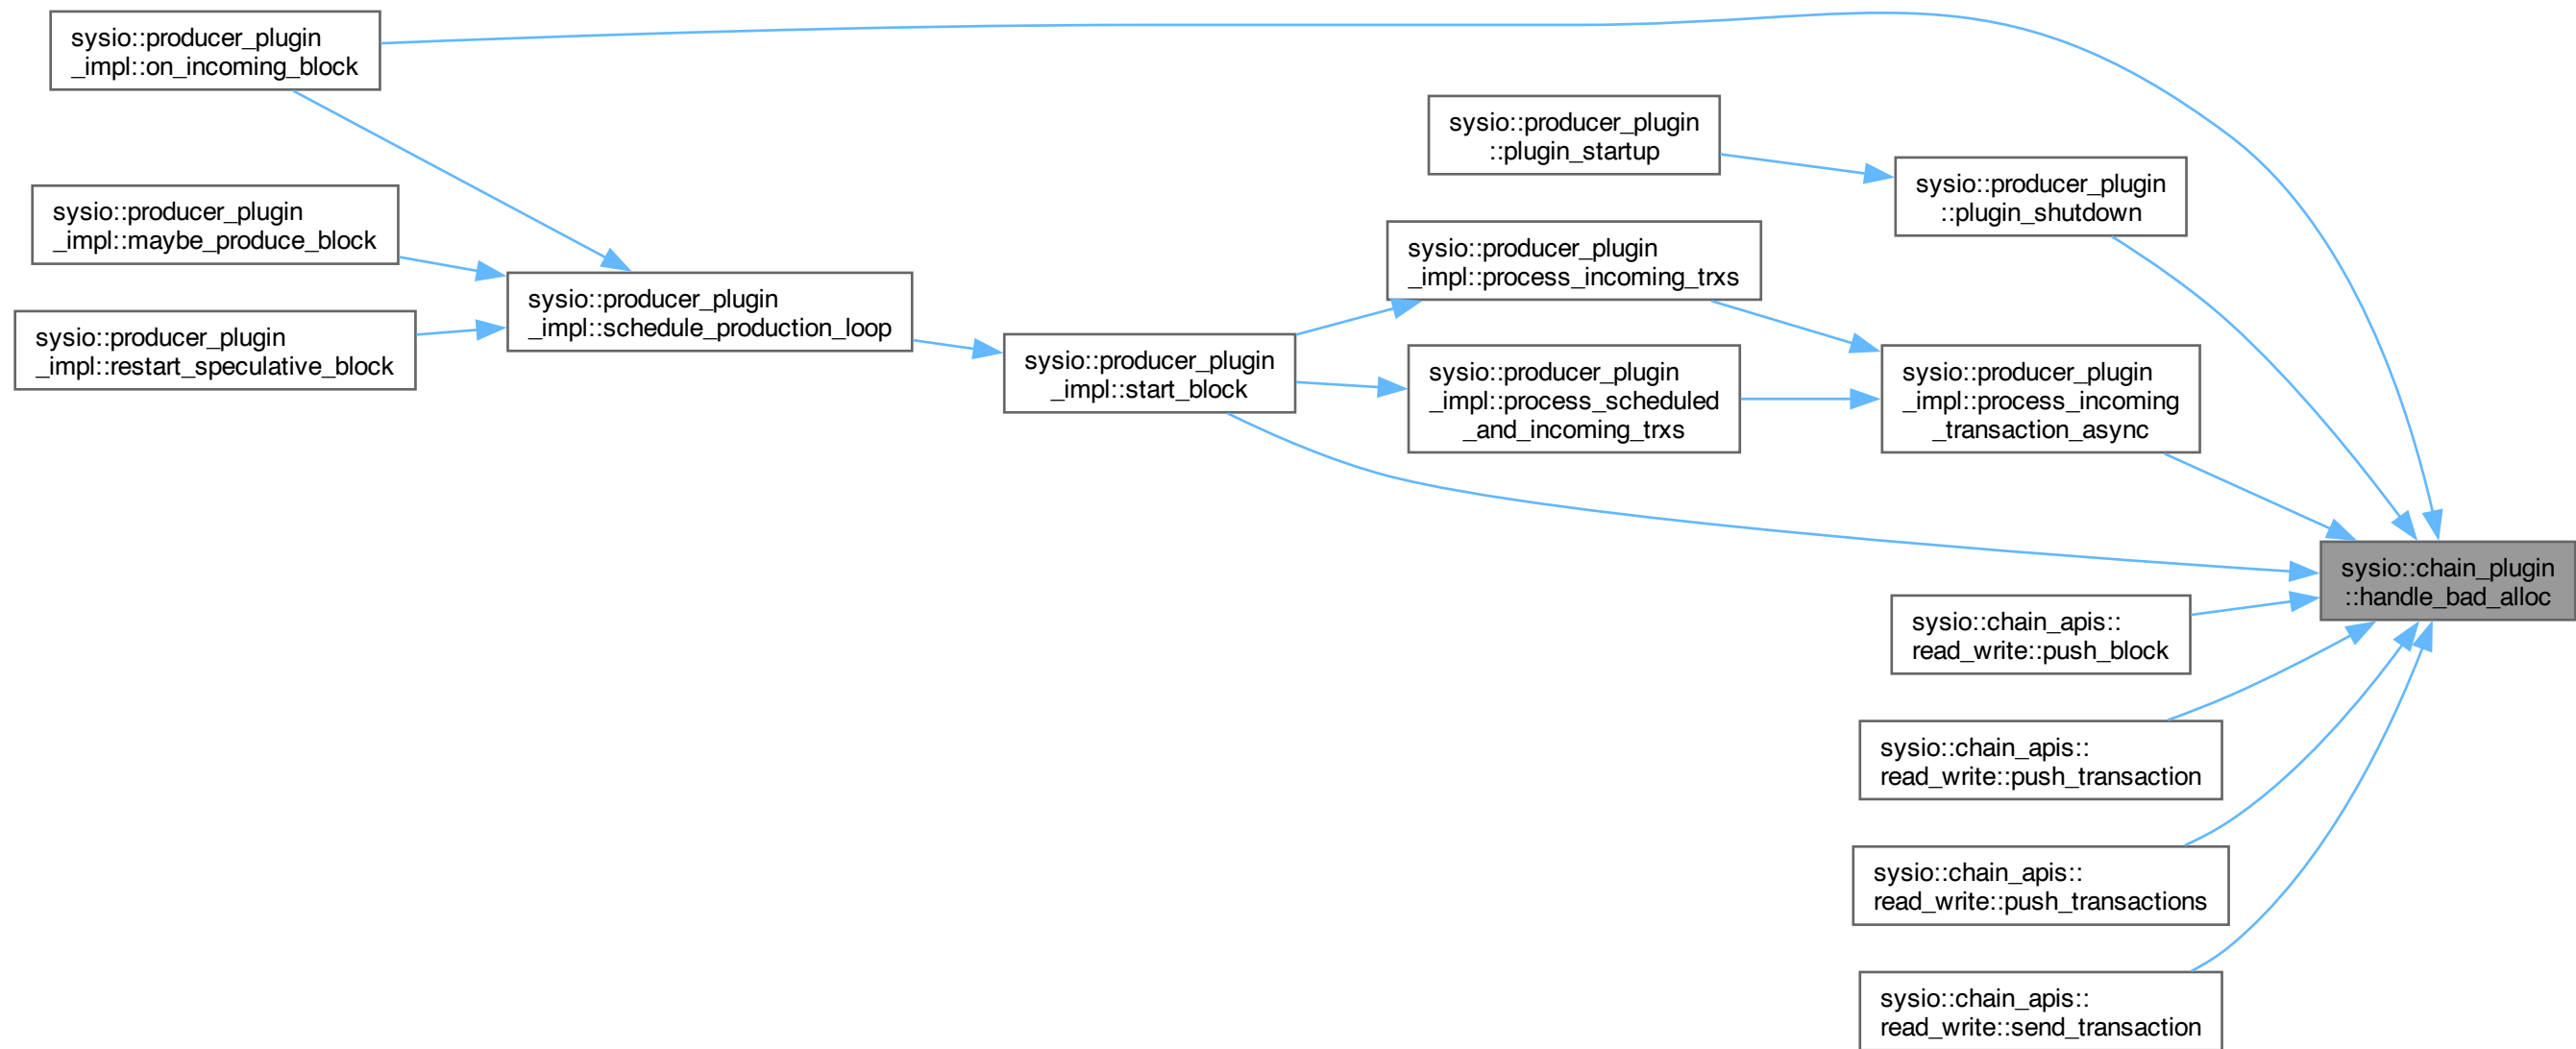 sysio::producer_plugin
_impl::on_incoming_block
sysio::producer_plugin
::plugin_startup
sysio::producer_plugin
::plugin_shutdown
sysio::producer_plugin
_impl::maybe_produce_block
sysio::producer_plugin
_impl::process_incoming_trxs
sysio::producer_plugin
_impl::schedule_production_loop
sysio::producer_plugin
_impl::restart_speculative_block
sysio::producer_plugin
_impl::start_block
sysio::producer_plugin
_impl::process_scheduled
_and_incoming_trxs
sysio::producer_plugin
_impl::process_incoming
_transaction_async
sysio::chain_plugin
::handle_bad_alloc
sysio::chain_apis::
read_write::push_block
sysio::chain_apis::
read_write::push_transaction
sysio::chain_apis::
read_write::push_transactions
sysio::chain_apis::
read_write::send_transaction